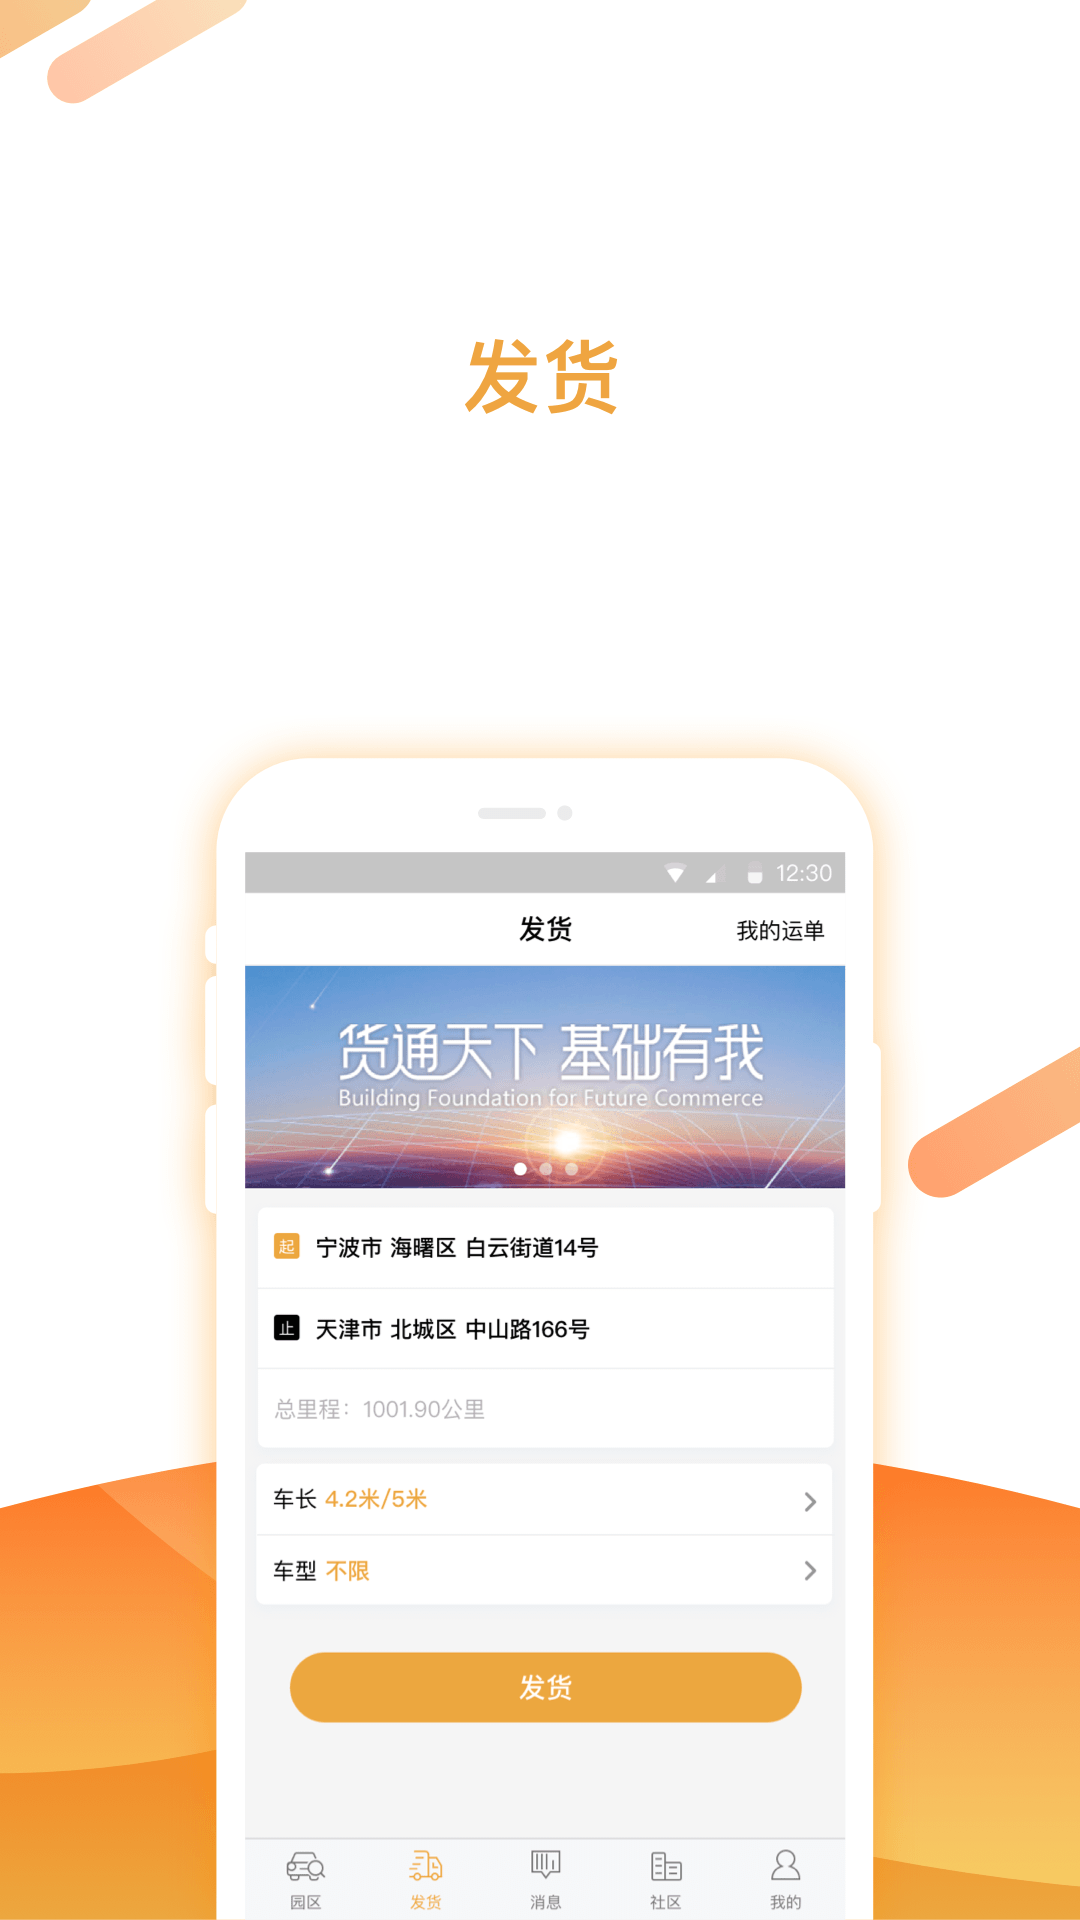 发货
12:30
发货
我的运单
货通天下 基础有我
Building Foundation for Future Commerce
起 宁波市 海曙区 白云街道14号
止 天津市 北城区 中山路166号
总里程：1001.90公里
车长 4.2米/5米
车型 不限
发货
园区 发货 消息 社区 我的